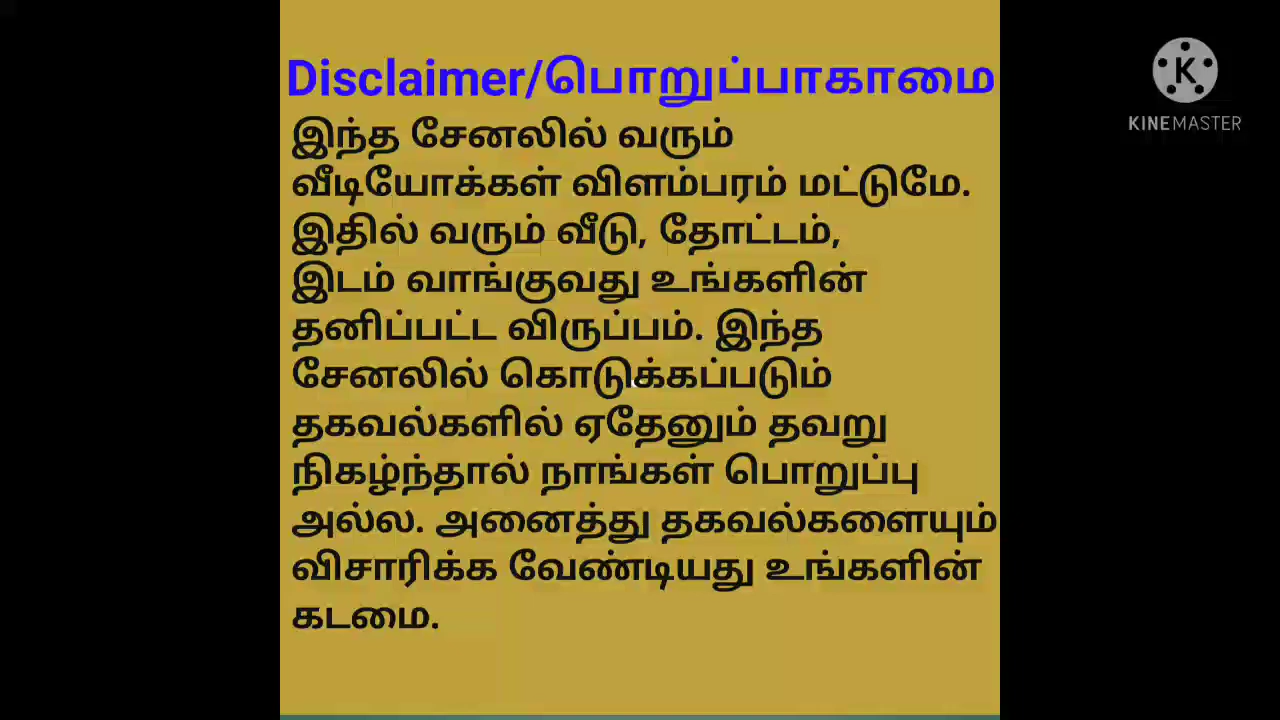 Disclaimer/பொறுப்பாகாமை
இந்த சேனலில் வரும்
வீடியோக்கள் விளம்பரம் மட்டுமே.
இதில் வரும் வீடு, தோட்டம்,
இடம் வாங்குவது உங்களின்
தனிப்பட்ட விருப்பம். இந்த
சேனலில் கொடுக்கப்படும்
தகவல்களில் ஏதேனும் தவறு
நிகழ்ந்தால் நாங்கள் பொறுப்பு
அல்ல. அனைத்து தகவல்களையும்
விசாரிக்க வேண்டியது உங்களின்
கடமை.
K
KINEMASTER